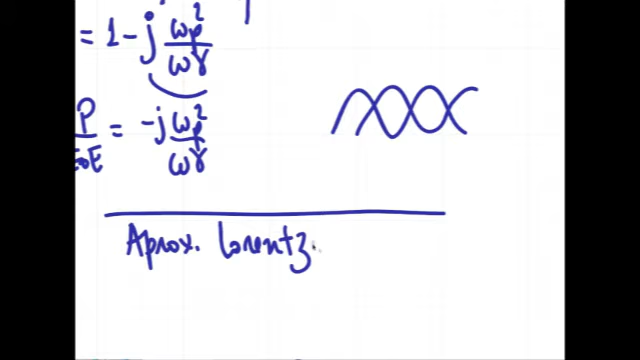 = 1 - j ωp² / ωγ
P / ε₀E = -j ωp² / ωγ
Aprox. Lorentz